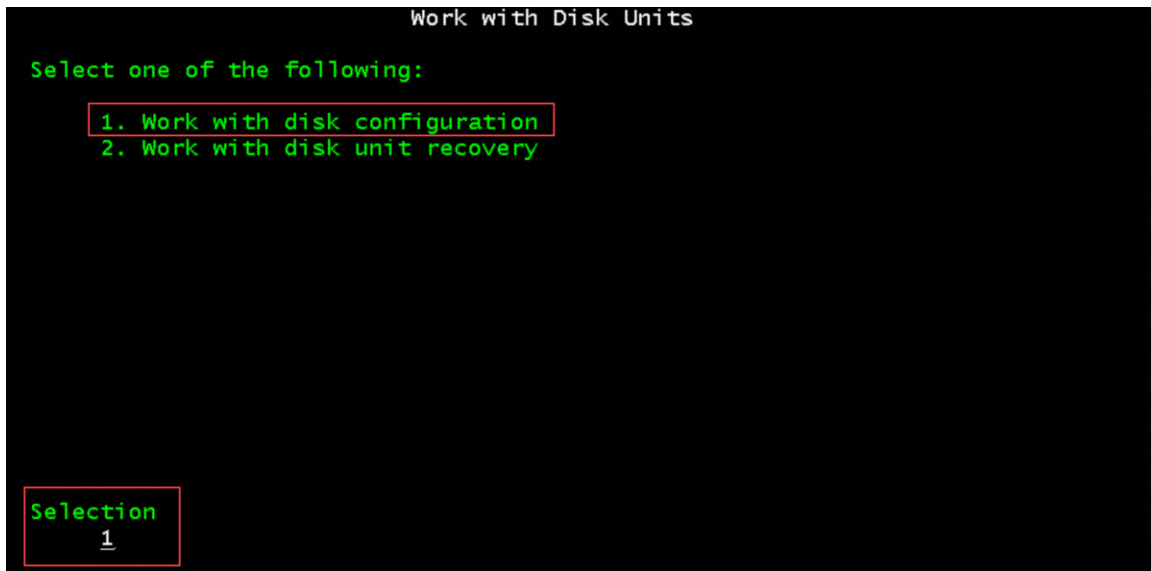 Work with Disk Units
Select one of the following:
1. Work with disk configuration
2. Work with disk unit recovery
Selection
1